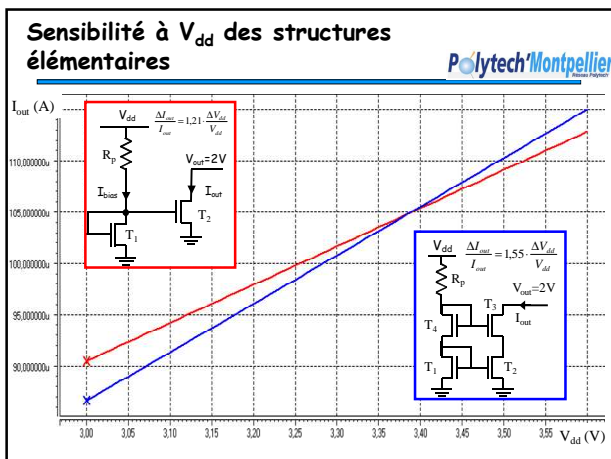 Sensibilité à Vdd des structures
élémentaires
Polytech'Montpellier
Réseau Polytech
Iout (A)
110,000000u
105,000000u
100,000000u
95,000000u
90,000000u
Vdd
ΔIout/Iout = 1,21 · ΔVdd/Vdd
Rp
Vout=2V
Ibias
Iout
T1
T2
Vdd
ΔIout/Iout = 1,55 · ΔVdd/Vdd
Rp
Vout=2V
T3
Iout
T4
T1
T2
3,00 3,05 3,10 3,15 3,20 3,25 3,30 3,35 3,40 3,45 3,50 3,55
Vdd (V)